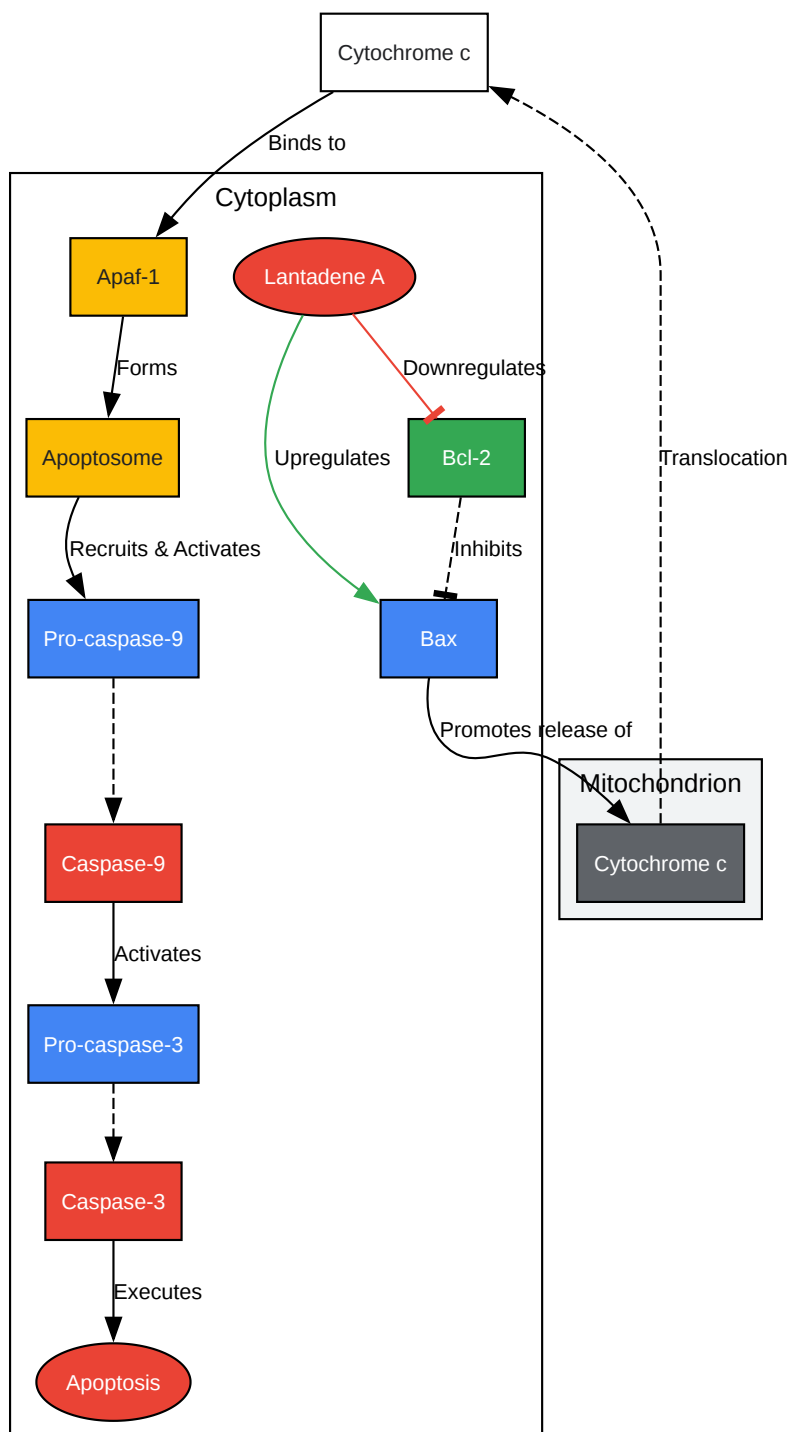 Cytochrome c
Binds to
Cytoplasm
Apaf-1
Lantadene A
Forms
Downregulates
Apoptosome
Upregulates
Bcl-2
Translocation
Recruits & Activates
Inhibits
Pro-caspase-9
Bax
Promotes release of
Mitochondrion
Caspase-9
Cytochrome c
Activates
Pro-caspase-3
Caspase-3
Executes
Apoptosis